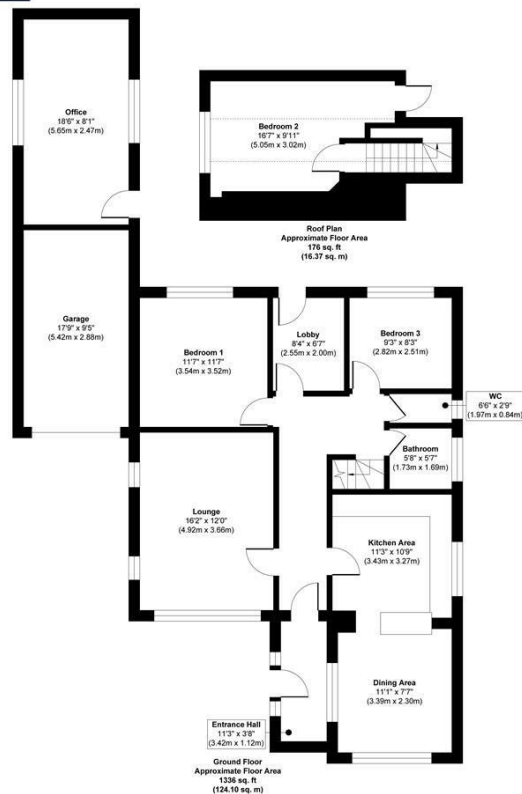 Office
18'6" x 8'1"
(5.65m x 2.47m)
Bedroom 2
16'7" x 9'11"
(5.05m x 3.02m)
Roof Plan
Approximate Floor Area
176 sq. ft
(16.37 sq. m)
Garage
17'9" x 9'5"
(5.42m x 2.88m)
Bedroom 1
11'7" x 11'7"
(3.54m x 3.52m)
Lobby
8'4" x 6'7"
(2.55m x 2.00m)
Bedroom 3
9'3" x 8'3"
(2.82m x 2.51m)
WC
6'6" x 2'9"
(1.97m x 0.84m)
Bathroom
5'8" x 5'7"
(1.73m x 1.69m)
Lounge
16'2" x 12'0"
(4.92m x 3.66m)
Kitchen Area
11'3" x 10'9"
(3.43m x 3.27m)
Dining Area
11'1" x 7'7"
(3.39m x 2.30m)
Entrance Hall
11'3" x 3'8"
(3.42m x 1.12m)
Ground Floor
Approximate Floor Area
1336 sq. ft
(124.10 sq. m)